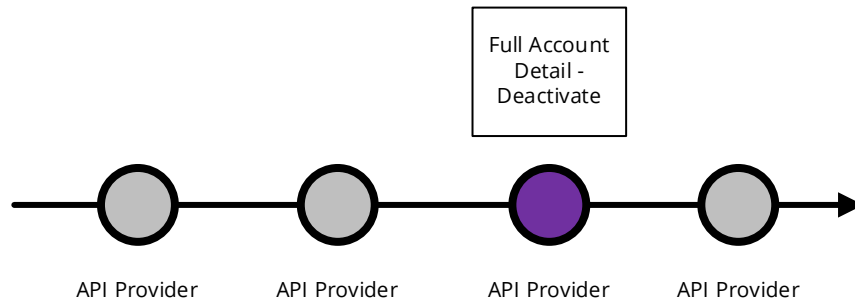 Full Account
Detail -
Deactivate
API Provider
API Provider
API Provider
API Provider